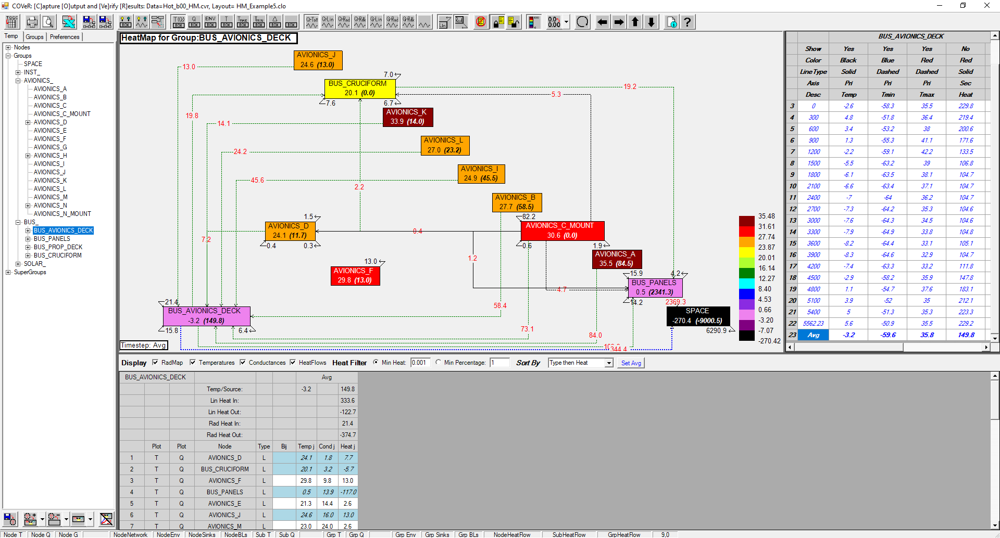 COVeR: [C]apture [O]utput and [Ve]rify [R]esults: Data=Hot_b00_HM.cvr, Layout= HM_Example5.clo
Temp Groups Preferences
Nodes
Groups
SPACE
INST_
AVIONICS_
AVIONICS_A
AVIONICS_B
AVIONICS_C
AVIONICS_C_MOUNT
AVIONICS_D
AVIONICS_E
AVIONICS_F
AVIONICS_G
AVIONICS_H
AVIONICS_I
AVIONICS_J
AVIONICS_K
AVIONICS_L
AVIONICS_M
AVIONICS_N
AVIONICS_N_MOUNT
BUS_
BUS_AVIONICS_DECK
BUS_PANELS
BUS_PROP_DECK
BUS_CRUCIFORM
SOLAR_
SuperGroups
HeatMap for Group:BUS_AVIONICS_DECK
AVIONICS_J
24.6 (13.0)
13.0
7.0
BUS_CRUCIFORM
20.1 (0.0)
7.6
6.7
19.2
5.3
19.8
AVIONICS_K
33.9 (14.0)
14.1
AVIONICS_L
27.0 (23.2)
24.2
AVIONICS_I
24.9 (45.5)
45.6
2.2
AVIONICS_B
27.7 (58.5)
1.5
AVIONICS_D
24.1 (11.7)
0.4
0.3
7.2
0.4
82.2
AVIONICS_C_MOUNT
30.6 (0.0)
0.6
1.9
1.2
AVIONICS_A
35.5 (84.5)
13.0
AVIONICS_F
29.8 (13.0)
15.9
4.2
BUS_PANELS
0.5 (2341.3)
14.2
4.7
2369.3
58.4
21.4
BUS_AVIONICS_DECK
-3.2 (149.8)
15.8
6.4
SPACE
-270.4 (-9000.5)
6290.9
73.1
84.0
344.4
Timestep: Avg
35.48
31.61
27.74
23.87
20.01
16.14
12.27
8.40
4.53
0.66
-3.20
-7.07
-270.42
BUS_AVIONICS_DECK
Show Yes Yes Yes No
Color Black Blue Red Red
LineType Solid Dashed Dashed Solid
Axis Pri Pri Pri Sec
Desc Temp Tmin Tmax Heat
3 0 -2.6 -58.3 35.5 229.8
4 300 4.8 -51.8 36.4 219.4
5 600 3.4 -53.2 38 200.6
6 900 1.3 -55.3 41.1 171.6
7 1200 -2.2 -59.1 42.2 133.5
8 1500 -5.5 -63.2 39 106.8
9 1800 -6.1 -63.5 38.1 104.7
10 2100 -6.6 -63.4 37.1 104.7
11 2400 -7 -64 36.2 104.7
12 2700 -7.3 -64.2 35.3 104.6
13 3000 -7.6 -64.3 34.5 104.6
14 3300 -7.9 -64.9 33.8 104.8
15 3600 -8.2 -64.4 33.1 105.1
16 3900 -8.3 -64.6 32.9 104.7
17 4200 -7.4 -63.3 33.2 111.8
18 4500 -2.9 -58.2 35.9 147.8
19 4800 1.1 -54.7 37.6 183.1
20 5100 3.9 -52 35 212.1
21 5400 5 -51.3 35.3 223.3
22 5562.23 5.6 -50.9 35.5 229.2
23 Avg -3.2 -59.6 35.8 149.8
Display RadMap Temperatures Conductances HeatFlows Heat Filter Min Heat: 0.001 Min Percentage: 1 Sort By Type then Heat Set Avg
BUS_AVIONICS_DECK Avg
Temp/Source: -3.2 149.8
Lin Heat In: 333.6
Lin Heat Out: -122.7
Rad Heat In: 21.4
Rad Heat Out: -374.7
Plot Plot Node Type Bij Temp j Cond j Heat j
1 T Q AVIONICS_D L 24.1 1.8 7.7
2 T Q BUS_CRUCIFORM L 20.1 3.2 -5.7
3 T Q AVIONICS_F L 29.8 9.8 13.0
4 T Q BUS_PANELS L 0.5 13.9 -117.0
5 T Q AVIONICS_E L 21.3 14.4 2.6
6 T Q AVIONICS_J L 24.6 16.0 13.0
7 T Q AVIONICS_M L 23.0 24.0 2.6
Node T Node Q Node G NodeNetwork NodeEnv NodeSinks NodeBLs Sub T Sub Q Grp T Grp Q Grp Env Grp Sinks Grp BLs NodeHeatFlow SubHeatFlow GrpHeatFlow 9,0